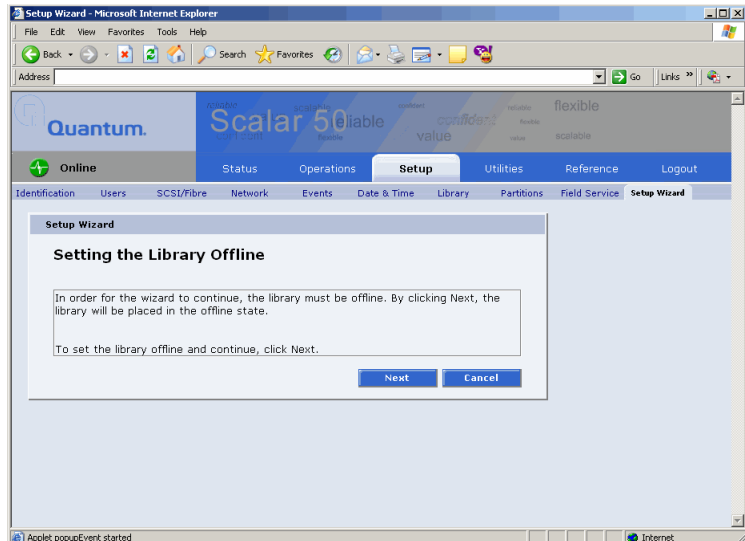 Setup Wizard - Microsoft Internet Explorer
File Edit View Favorites Tools Help
Back Search Favorites
Address Go Links »
Quantum.
Scalar 50
reliable
value
confident
reliable
flexible
value
flexible
scalable
Online
Status Operations Setup Utilities Reference Logout
Identification Users SCSI/Fibre Network Events Date & Time Library Partitions Field Service Setup Wizard
Setup Wizard
Setting the Library Offline
In order for the wizard to continue, the library must be offline. By clicking Next, the
library will be placed in the offline state.
To set the library offline and continue, click Next.
Next Cancel
Applet popupEvent started Internet